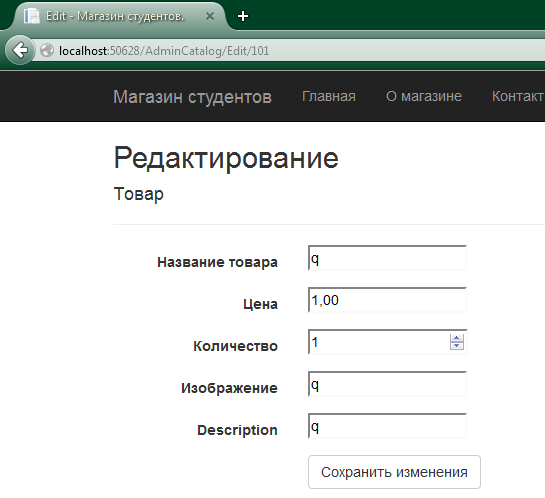 Edit - Магазин студентов.
localhost:50628/AdminCatalog/Edit/101
Магазин студентов Главная О магазине Контакт
Редактирование
Товар
Название товара q
Цена 1,00
Количество 1
Изображение q
Description q
Сохранить изменения